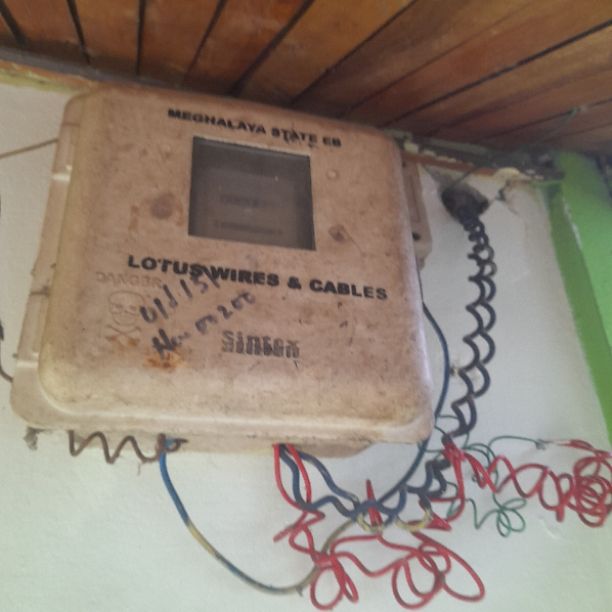 MEGHALAYA STATE EB
LOTUS WIRES & CABLES
DANGER
Sintex